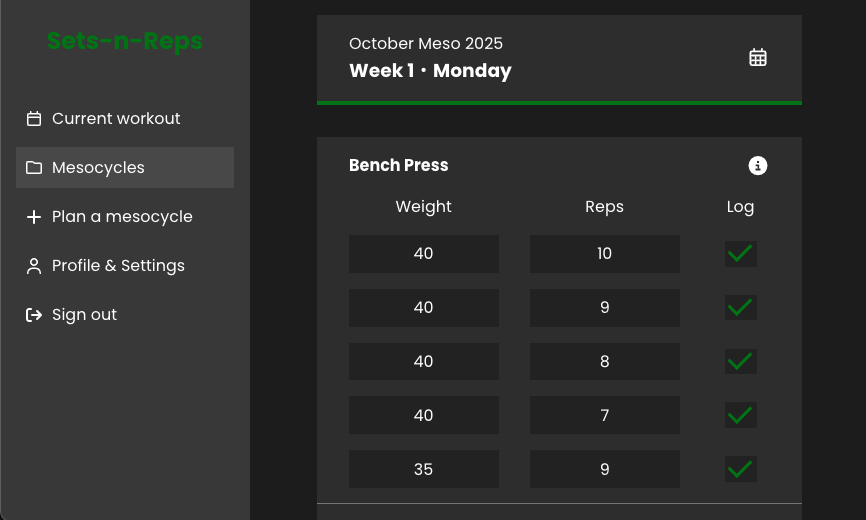 Sets-n-Reps
Current workout
Mesocycles
Plan a mesocycle
Profile & Settings
Sign out
October Meso 2025
Week 1 · Monday
Bench Press
Weight Reps Log
40 10
40 9
40 8
40 7
35 9